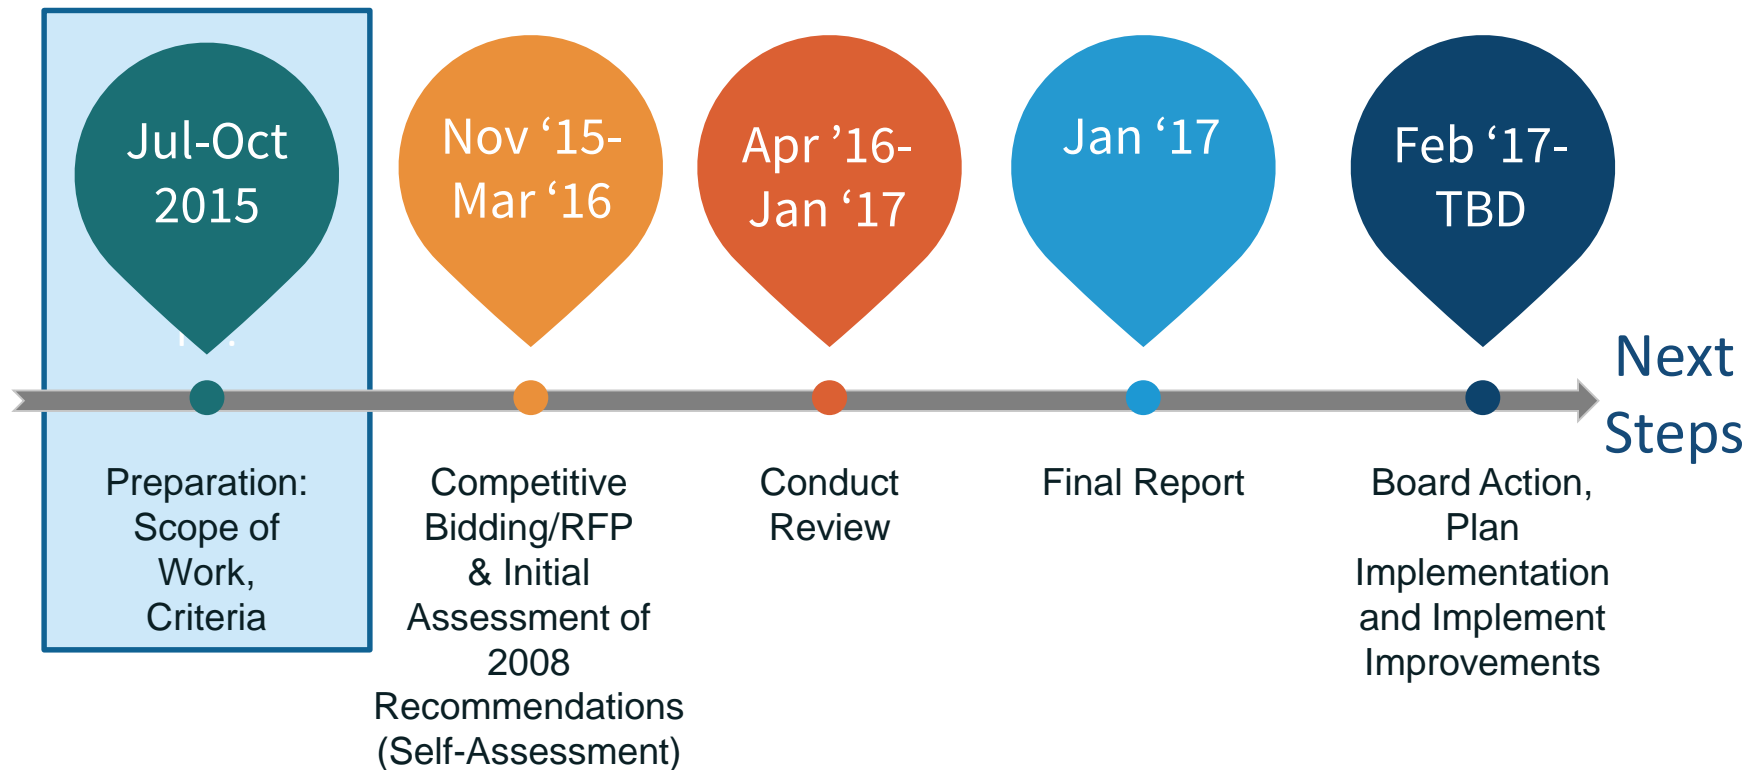 Jul-Oct
2015
Nov ‘15-
Mar ‘16
Apr ’16-
Jan ‘17
Jan ‘17
Feb ‘17-
TBD
Next
Steps
Preparation:
Scope of
Work,
Criteria
Competitive
Bidding/RFP
& Initial
Assessment of
2008
Recommendations
(Self-Assessment)
Conduct
Review
Final Report
Board Action,
Plan
Implementation
and Implement
Improvements